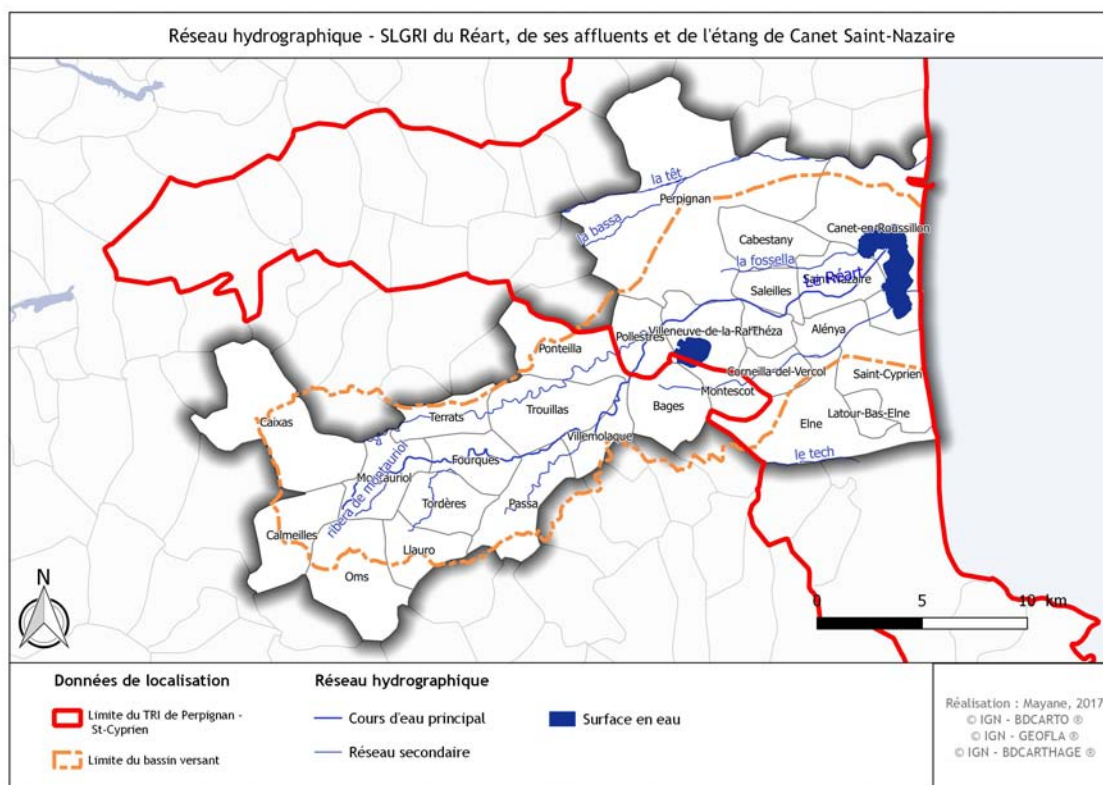 Réseau hydrographique - SLGRI du Réart, de ses affluents et de l'étang de Canet Saint-Nazaire
la têt
Perpignan
la bassa
Canet-en-Roussillon
Cabestany
la fossella
Le Réart
Saint-Nazaire
Saleilles
Pollestres
Villeneuve-de-la-Raho
Théza
Alénya
Ponteilla
Corneilla-del-Vercol
Saint-Cyprien
Montescot
Bages
Latour-Bas-Elne
Elne
Terrats
Trouillas
Caixas
Villemolaque
le tech
Fourques
Montauriol
ribera de montauriol
Tordères
Passa
Calmeilles
Llauro
Oms
N
0 5 10 km
Données de localisation
Limite du TRI de Perpignan -
St-Cyprien
Limite du bassin versant
Réseau hydrographique
Cours d'eau principal
Réseau secondaire
Surface en eau
Réalisation : Mayane, 2017
© IGN - BDCARTO ®
© IGN - GEOFLA ®
© IGN - BDCARTHAGE ®